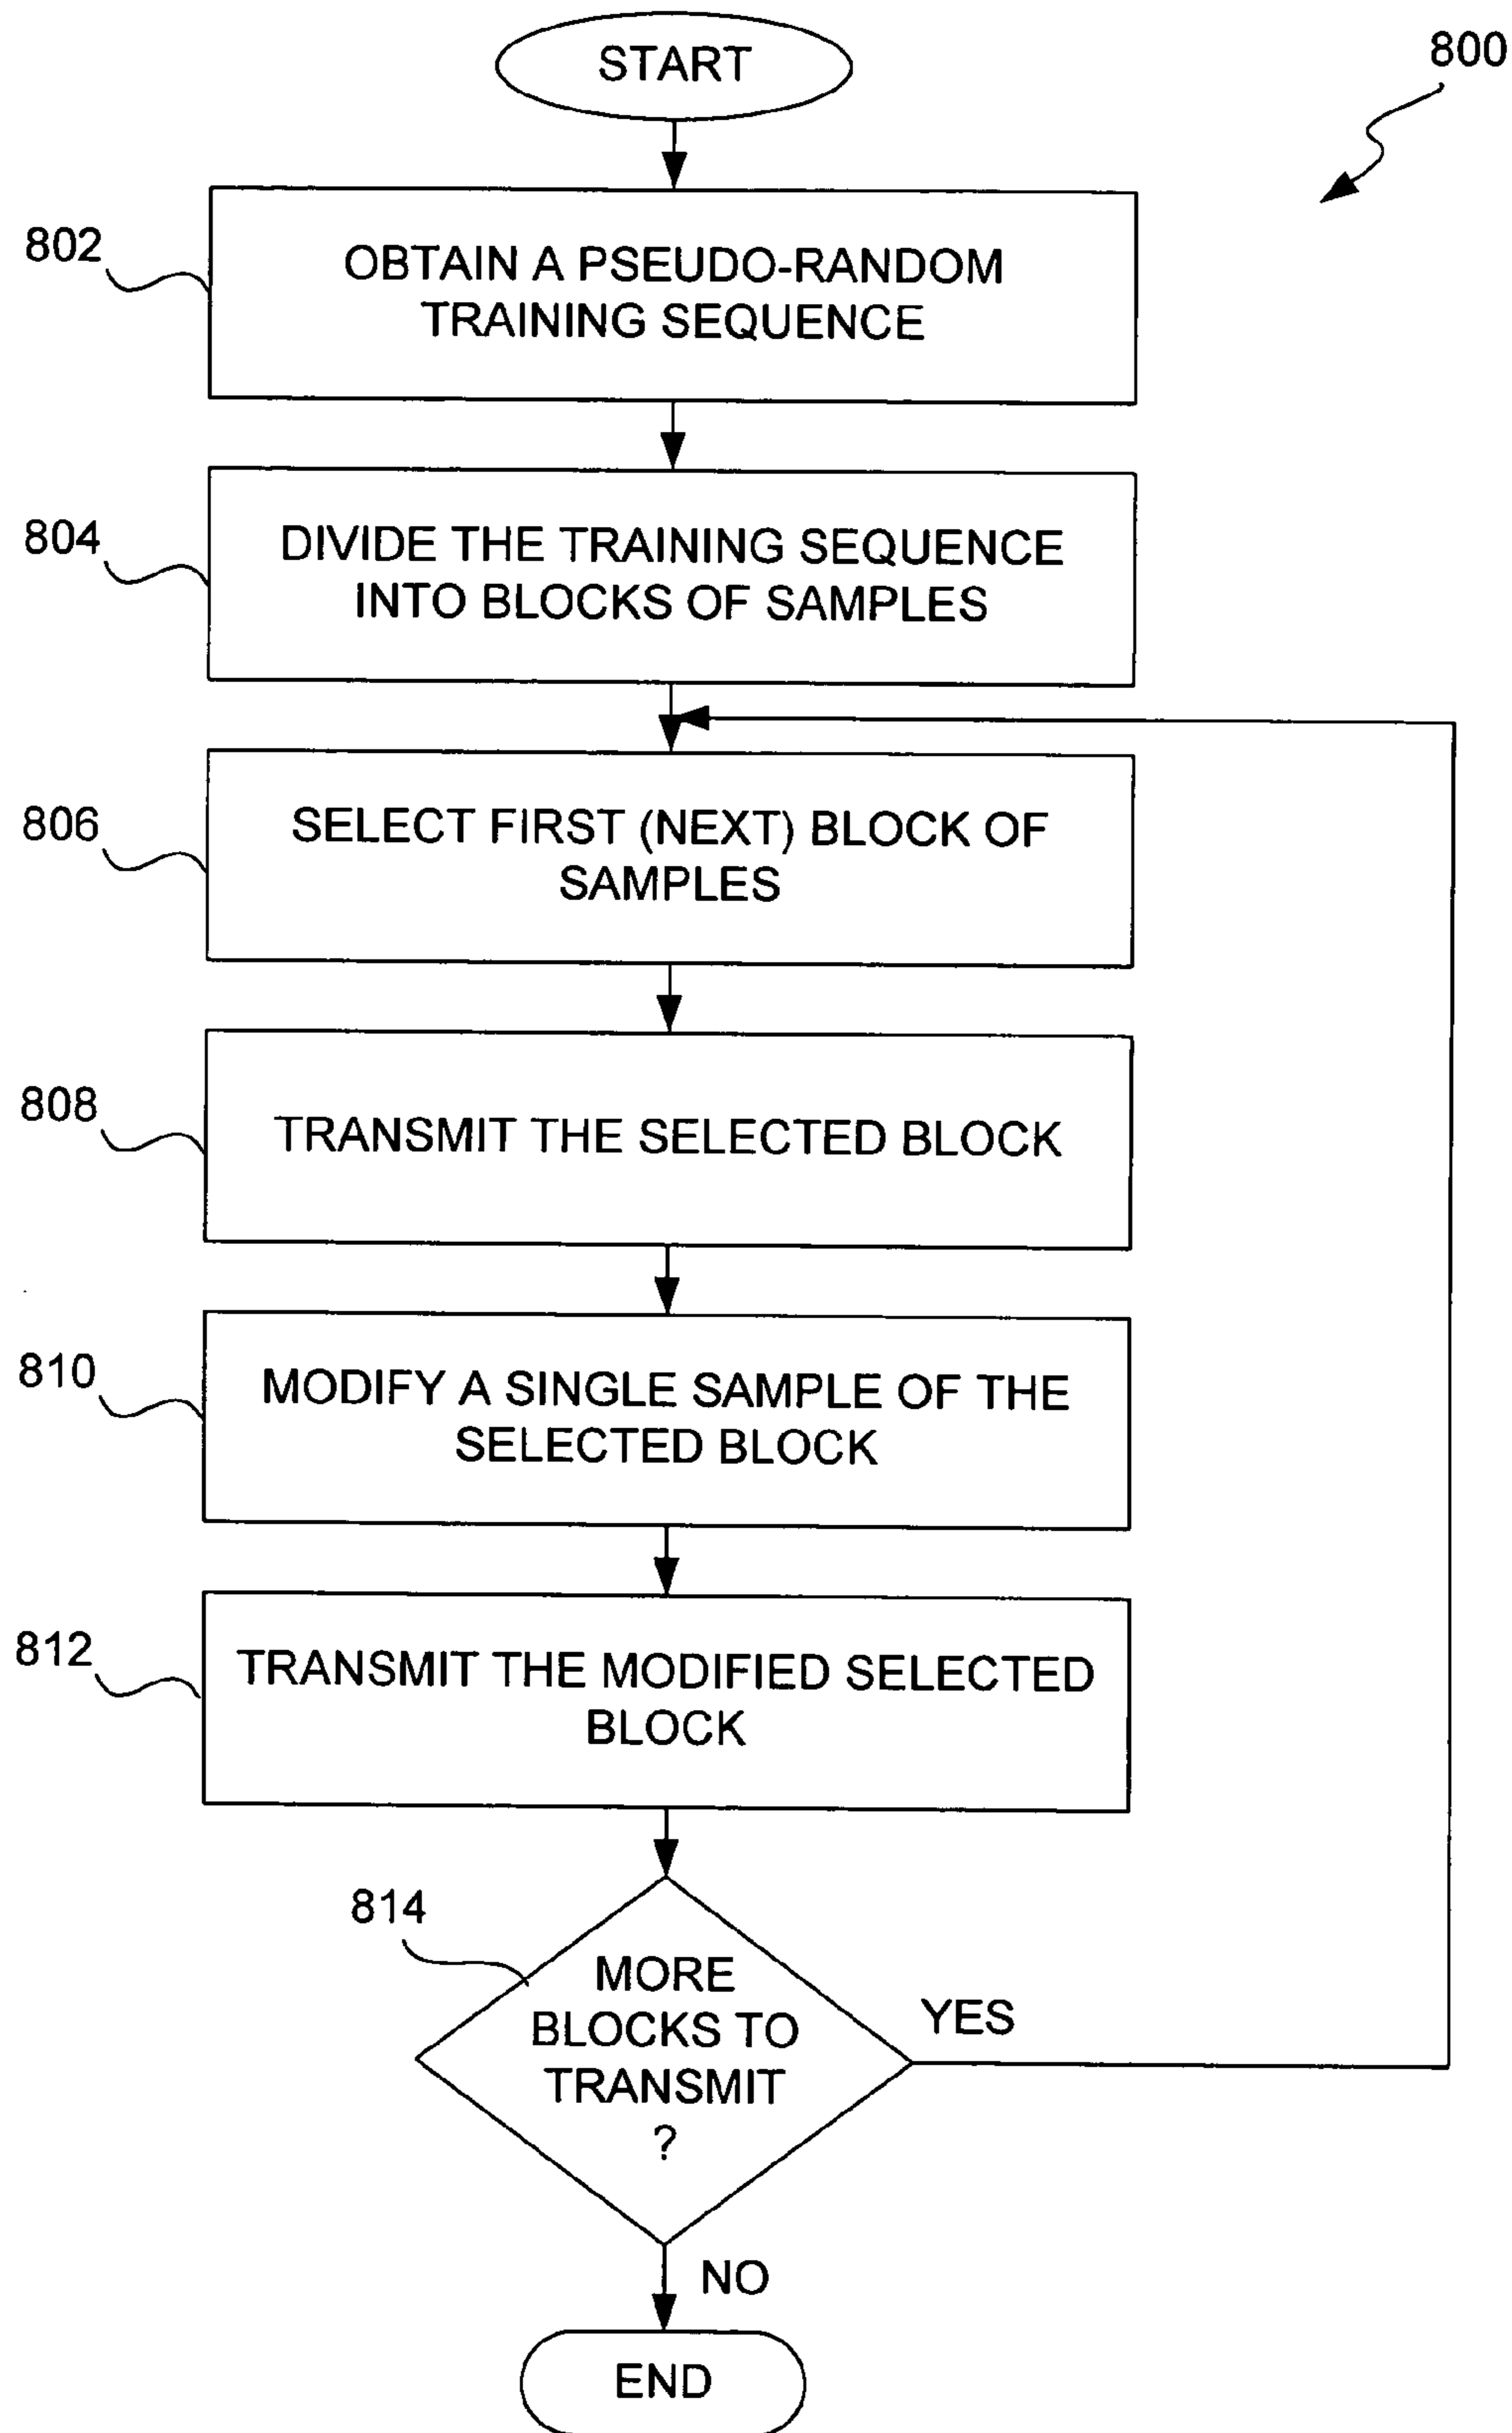 START
800
802
OBTAIN A PSEUDO-RANDOM
TRAINING SEQUENCE
804
DIVIDE THE TRAINING SEQUENCE
INTO BLOCKS OF SAMPLES
806
SELECT FIRST (NEXT) BLOCK OF
SAMPLES
808
TRANSMIT THE SELECTED BLOCK
810
MODIFY A SINGLE SAMPLE OF THE
SELECTED BLOCK
812
TRANSMIT THE MODIFIED SELECTED
BLOCK
814
MORE
BLOCKS TO
TRANSMIT
?
YES
NO
END